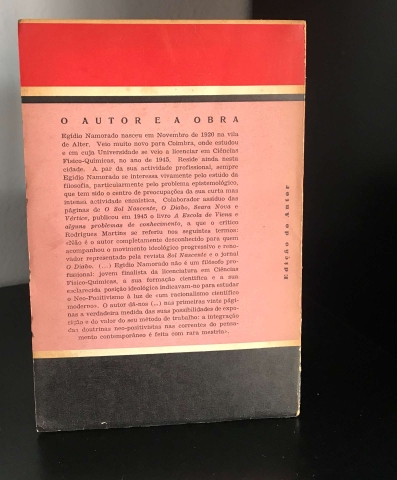 O AUTOR E A OBRA
Egídio Namorado nasceu em Novembro de 1920 na vila
de Alter. Veio muito novo para Coimbra, onde estudou
e em cuja Universidade se veio a licenciar em Ciências
Físico-Químicas, no ano de 1945. Reside ainda nesta
cidade. A par da sua actividade profissional, sempre
Egídio Namorado se interessa vivamente pelo estudo da
filosofia, particularmente pelo problema epistemológico,
que tem sido o centro de preocupações da sua curta mas
intensa actividade ensaística. Colaborador assíduo das
páginas de O Sol Nascente, O Diabo, Seara Nova e
Vértice, publicou em 1945 o livro A Escola de Viena e
alguns problemas do conhecimento, a que o crítico
Rodrigues Martins se referiu nos seguintes termos:
«Não é o autor completamente desconhecido para quem
acompanhou o movimento ideológico progressivo e reno-
vador representado pela revista Sol Nascente e o jornal
O Diabo. (...) Egídio Namorado não é um filósofo pro-
fissional: jovem finalista da licenciatura em Ciências
Físico-Químicas, a sua formação científica e a sua
esclarecida posição ideológica indicavam-no para estudar
o Neo-Positivismo à luz de «um racionalismo científico
moderno». O autor dá-nos (...) nas primeiras vinte pági-
nas a verdadeira medida das suas possibilidades de expo-
sição e do valor do seu método de trabalho: a integração
das doutrinas neo-positivistas nas correntes do pensa-
mento contemporâneo é feita com rara mestria».
Edição do Autor